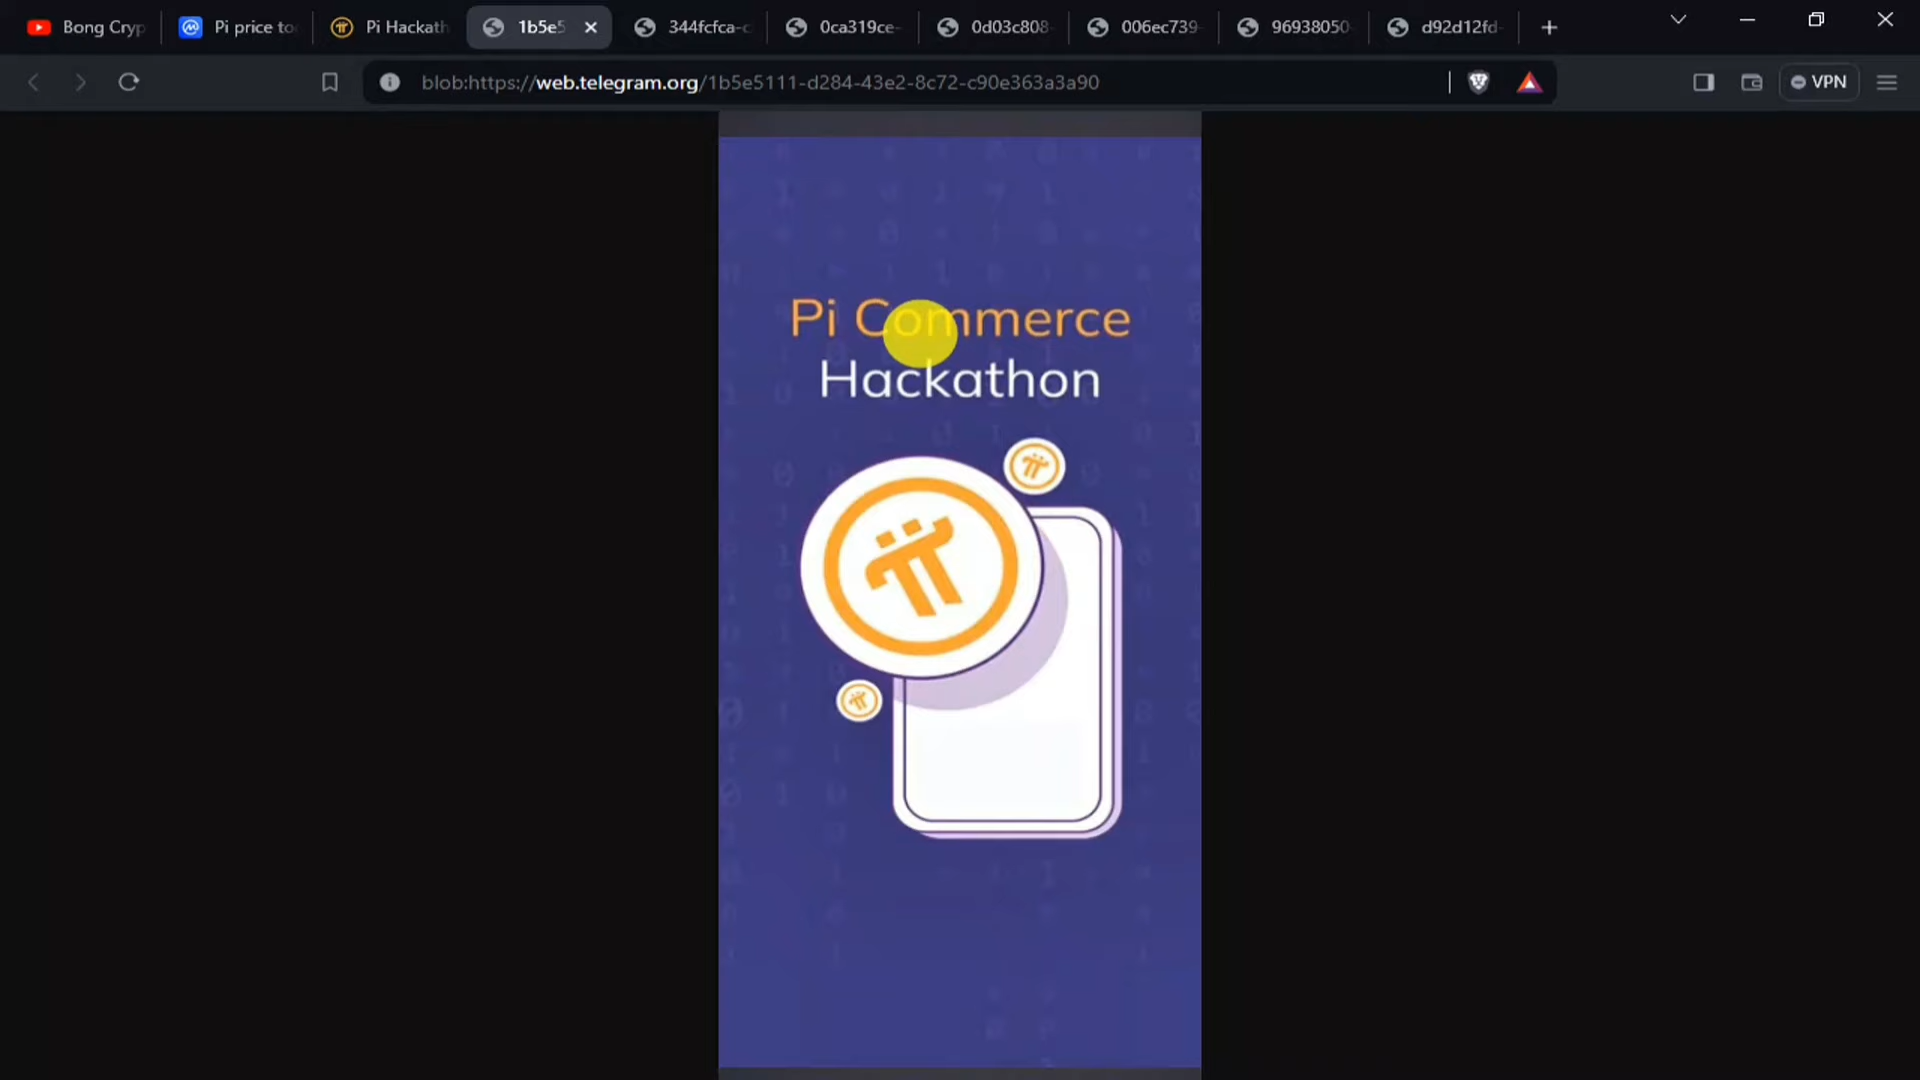 Bong Cryp
Pi price to
Pi Hackath
1b5e5
344fcfca-c
0ca319ce-
0d03c808-
006ec739-
96938050-
d92d12fd-
blob:https://web.telegram.org/1b5e5111-d284-43e2-8c72-c90e363a3a90
VPN
Pi Commerce
Hackathon